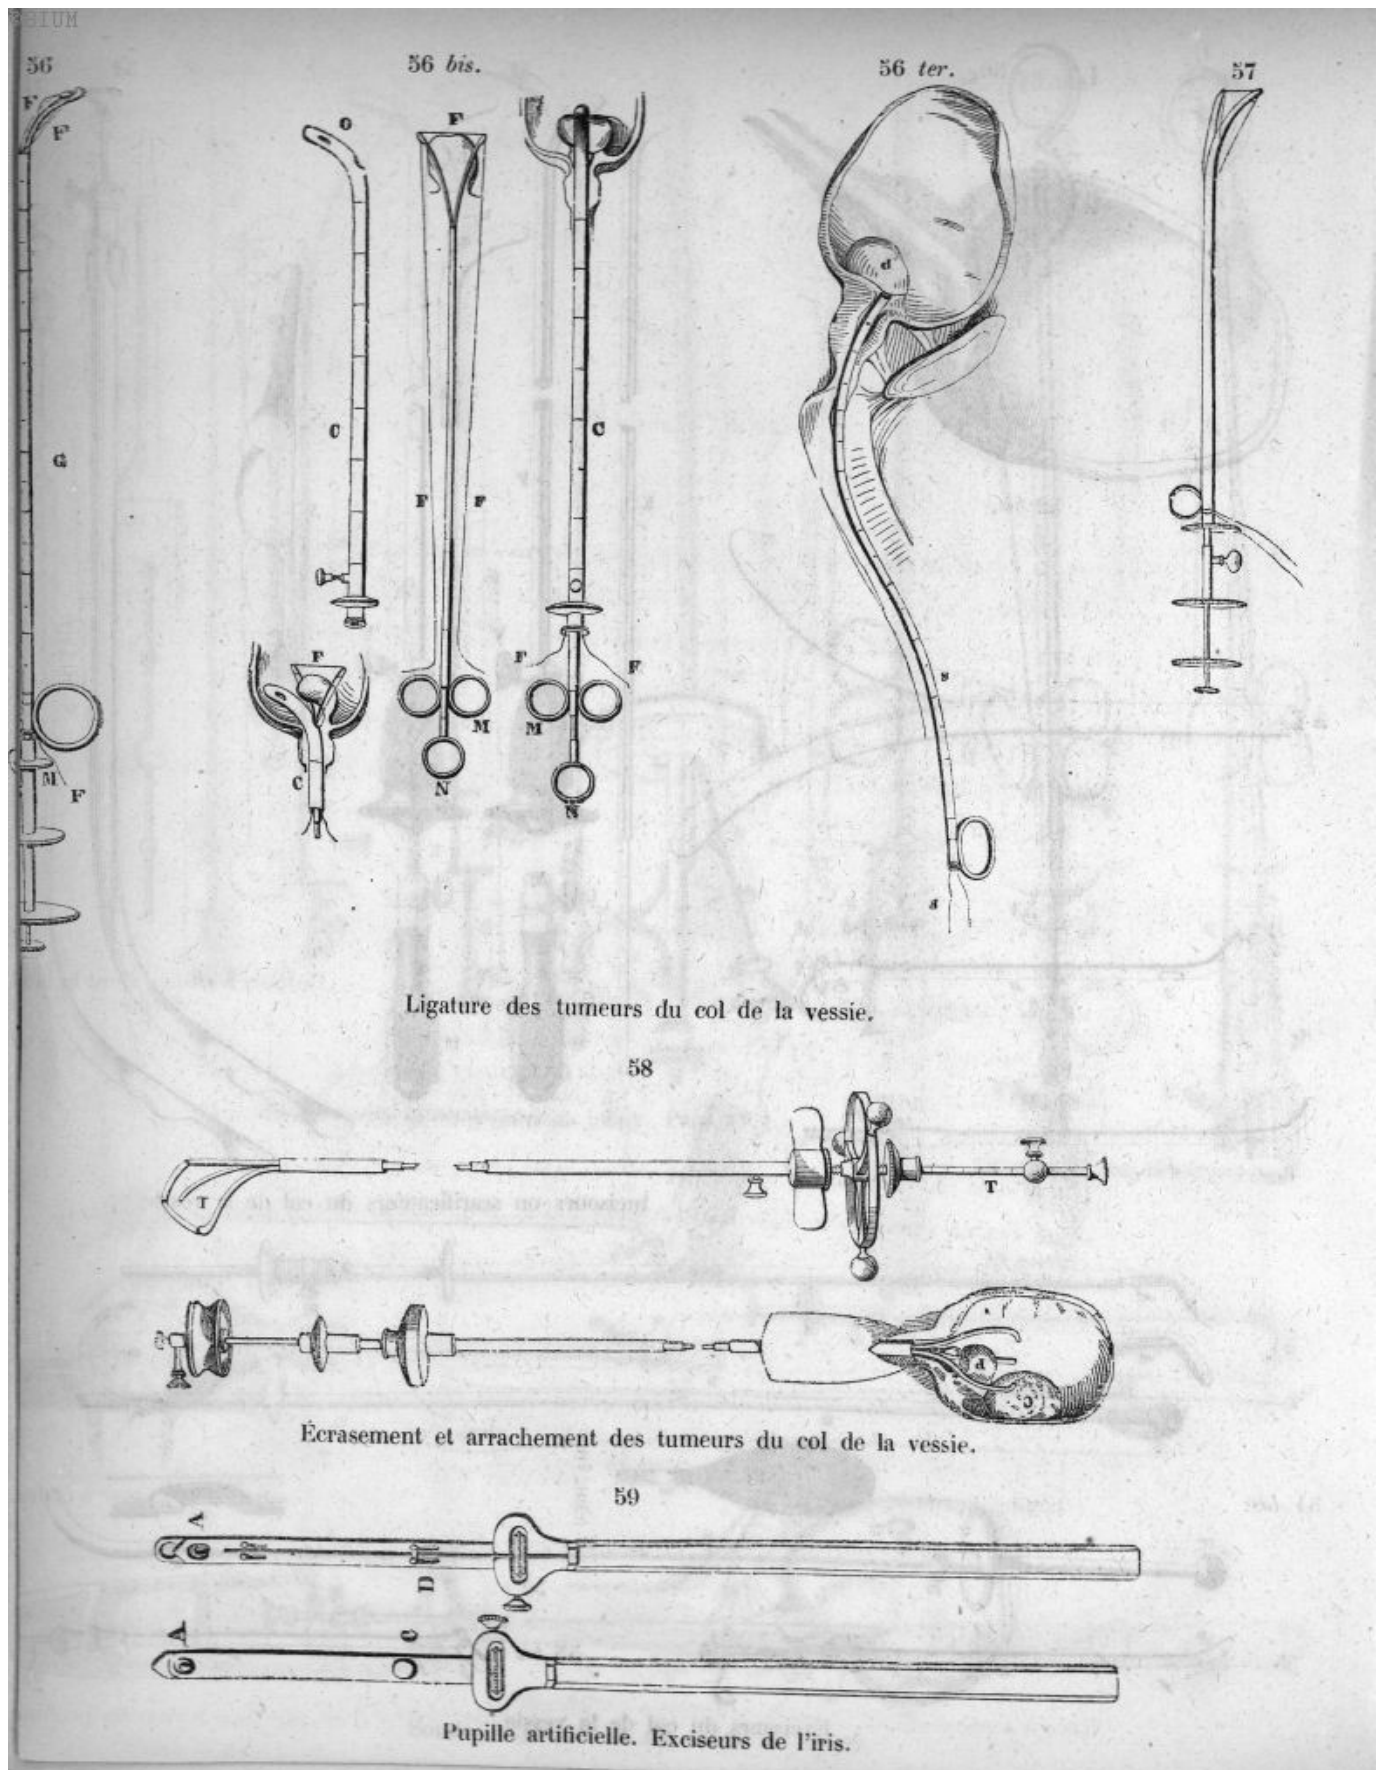 56
56 bis.
56 ter.
57
F
F
O
F
C
G
C
F
F
d
s
F
F
F
M
M
C
N
N
M
F
s
Ligature des tumeurs du col de la vessie.
58
T
T
d
C
Écrasement et arrachement des tumeurs du col de la vessie.
59
A
D
A
C
Pupille artificielle. Exciseurs de l'iris.